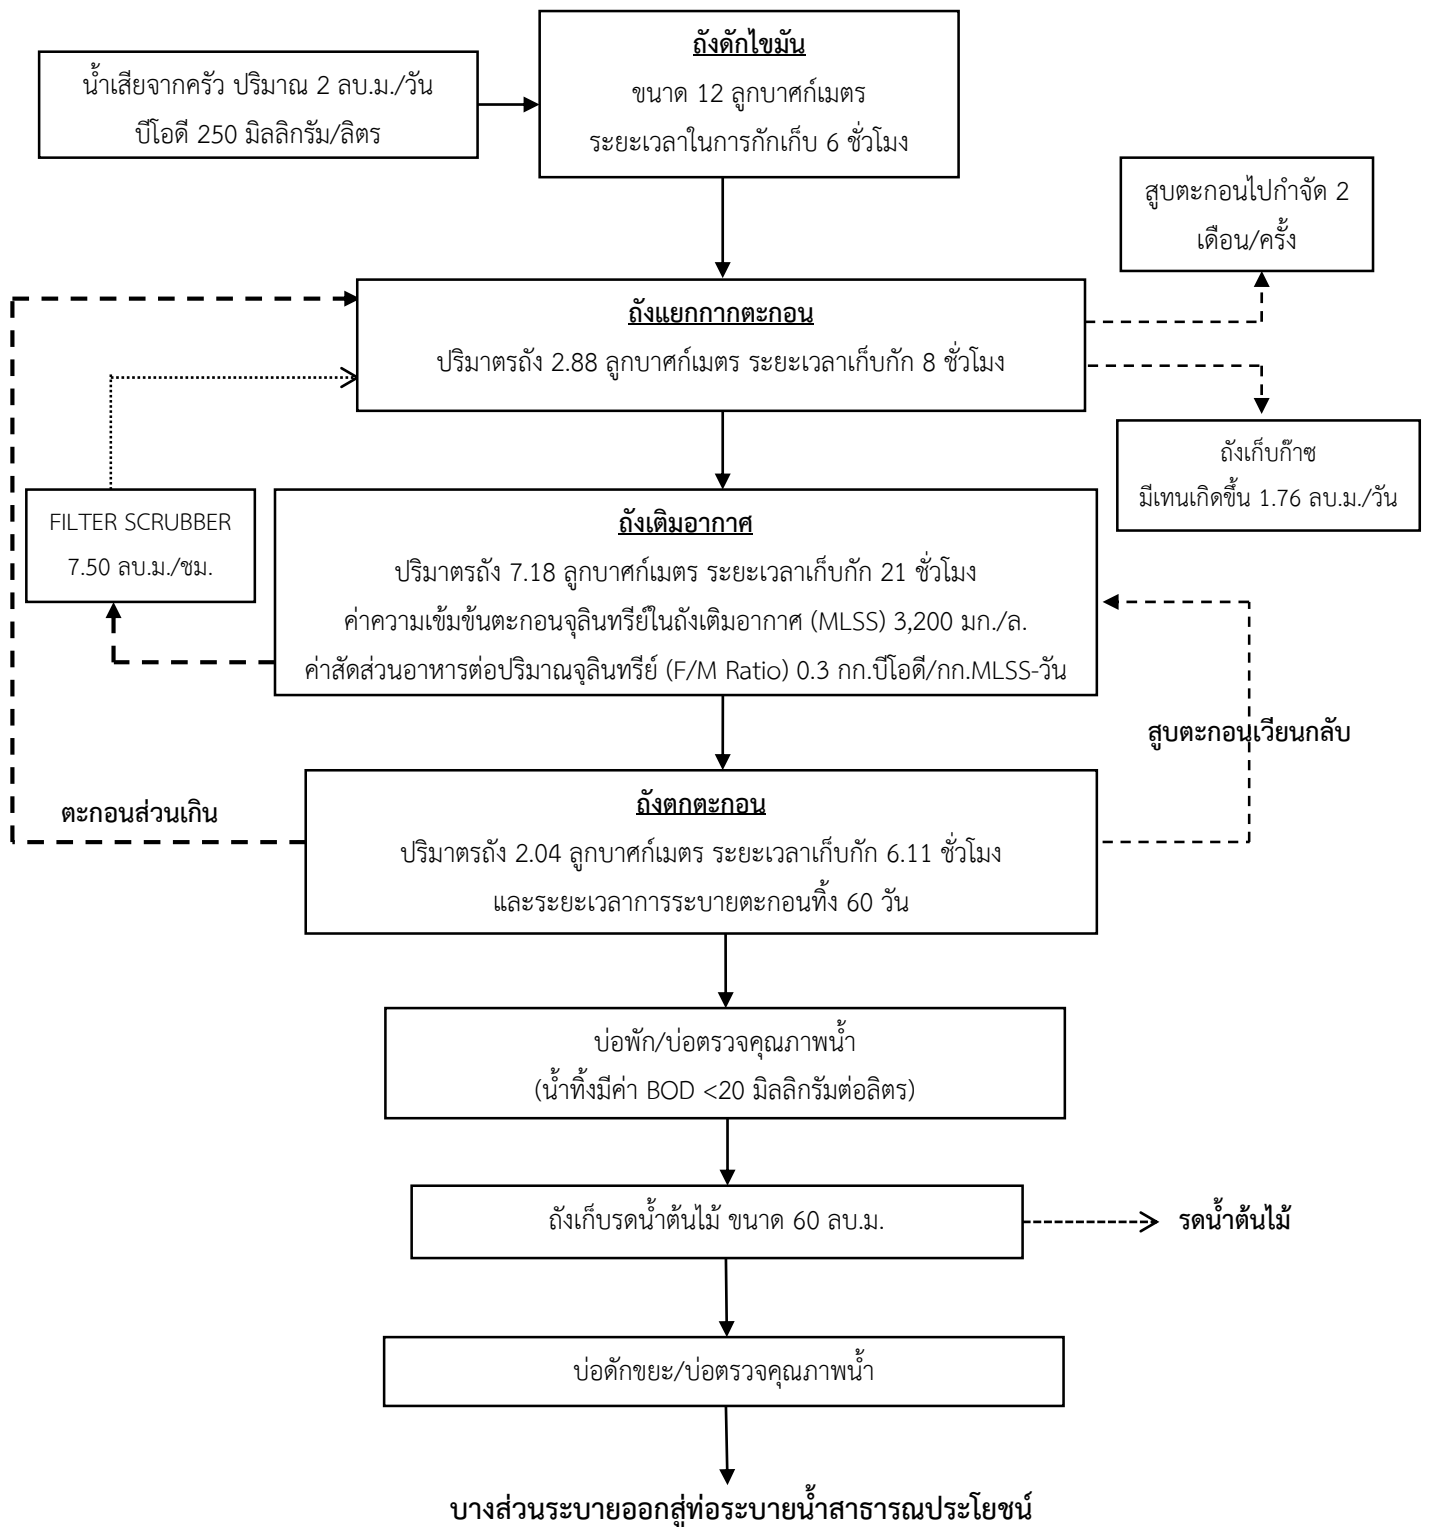 ถังดักไขมัน
ขนาด 12 ลูกบาศก์เมตร
ระยะเวลาในการกักเก็บ 6 ชั่วโมง
น้ำเสียจากครัว ปริมาณ 2 ลบ.ม./วัน
บีโอดี 250 มิลลิกรัม/ลิตร
สูบตะกอนไปกำจัด 2
เดือน/ครั้ง
ถังแยกกากตะกอน
ปริมาตรถัง 2.88 ลูกบาศก์เมตร ระยะเวลาเก็บกัก 8 ชั่วโมง
ถังเก็บก๊าซ
มีเทนเกิดขึ้น 1.76 ลบ.ม./วัน
FILTER SCRUBBER
7.50 ลบ.ม./ชม.
ถังเติมอากาศ
ปริมาตรถัง 7.18 ลูกบาศก์เมตร ระยะเวลาเก็บกัก 21 ชั่วโมง
ค่าความเข้มข้นตะกอนจุลินทรีย์ในถังเติมอากาศ (MLSS) 3,200 มก./ล.
ค่าสัดส่วนอาหารต่อปริมาณจุลินทรีย์ (F/M Ratio) 0.3 กก.บีโอดี/กก.MLSS-วัน
สูบตะกอนเวียนกลับ
ตะกอนส่วนเกิน
ถังตกตะกอน
ปริมาตรถัง 2.04 ลูกบาศก์เมตร ระยะเวลาเก็บกัก 6.11 ชั่วโมง
และระยะเวลาการระบายตะกอนทิ้ง 60 วัน
บ่อพัก/บ่อตรวจคุณภาพน้ำ
(น้ำทิ้งมีค่า BOD <20 มิลลิกรัมต่อลิตร)
ถังเก็บรดน้ำต้นไม้ ขนาด 60 ลบ.ม.
รดน้ำต้นไม้
บ่อดักขยะ/บ่อตรวจคุณภาพน้ำ
บางส่วนระบายออกสู่ท่อระบายน้ำสาธารณประโยชน์